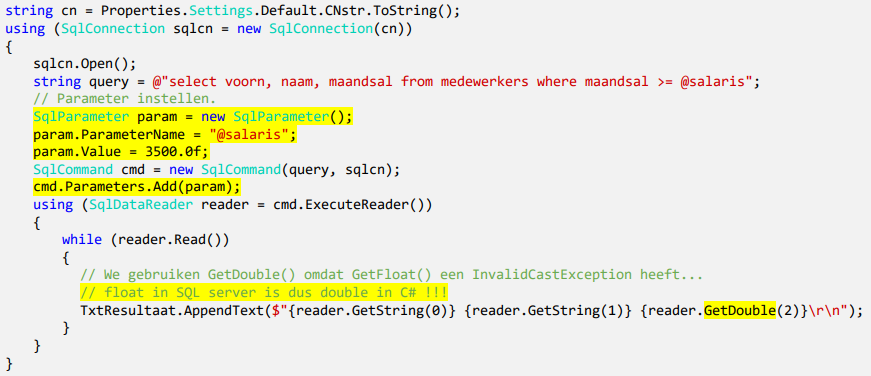 string cn = Properties.Settings.Default.CNstr.ToString();
using (SqlConnection sqlcn = new SqlConnection(cn))
{
    sqlcn.Open();
    string query = @"select voorn, naam, maandsal from medewerkers where maandsal >= @salaris";
    // Parameter instellen.
    SqlParameter param = new SqlParameter();
    param.ParameterName = "@salaris";
    param.Value = 3500.0f;
    SqlCommand cmd = new SqlCommand(query, sqlcn);
    cmd.Parameters.Add(param);
    using (SqlDataReader reader = cmd.ExecuteReader())
    {
        while (reader.Read())
        {
            // We gebruiken GetDouble() omdat GetFloat() een InvalidCastException heeft...
            // float in SQL server is dus double in C# !!!
            TxtResultaat.AppendText($"{reader.GetString(0)} {reader.GetString(1)} {reader.GetDouble(2)}\r\n");
        }
    }
}